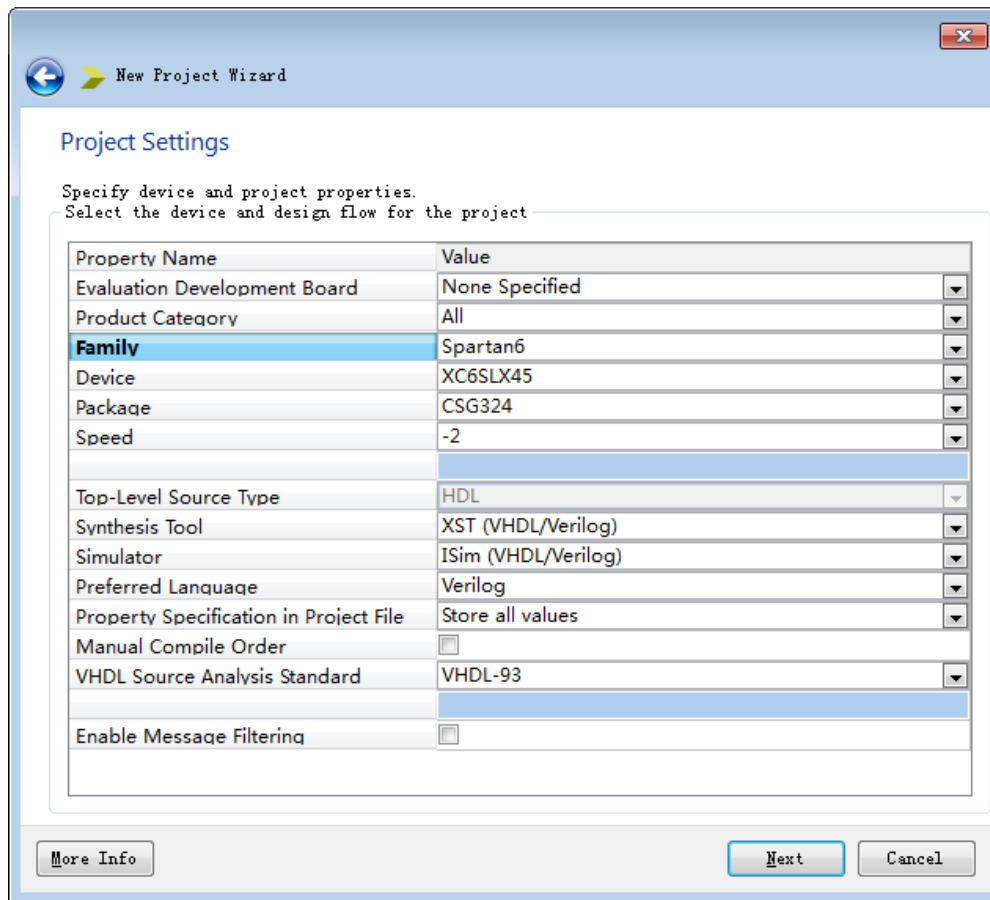 New Project Wizard
Project Settings
Specify device and project properties.
Select the device and design flow for the project
Property Name Value
Evaluation Development Board None Specified
Product Category All
Family Spartan6
Device XC6SLX45
Package CSG324
Speed -2
Top-Level Source Type HDL
Synthesis Tool XST (VHDL/Verilog)
Simulator ISim (VHDL/Verilog)
Preferred Language Verilog
Property Specification in Project File Store all values
Manual Compile Order
VHDL Source Analysis Standard VHDL-93
Enable Message Filtering
More Info Next Cancel